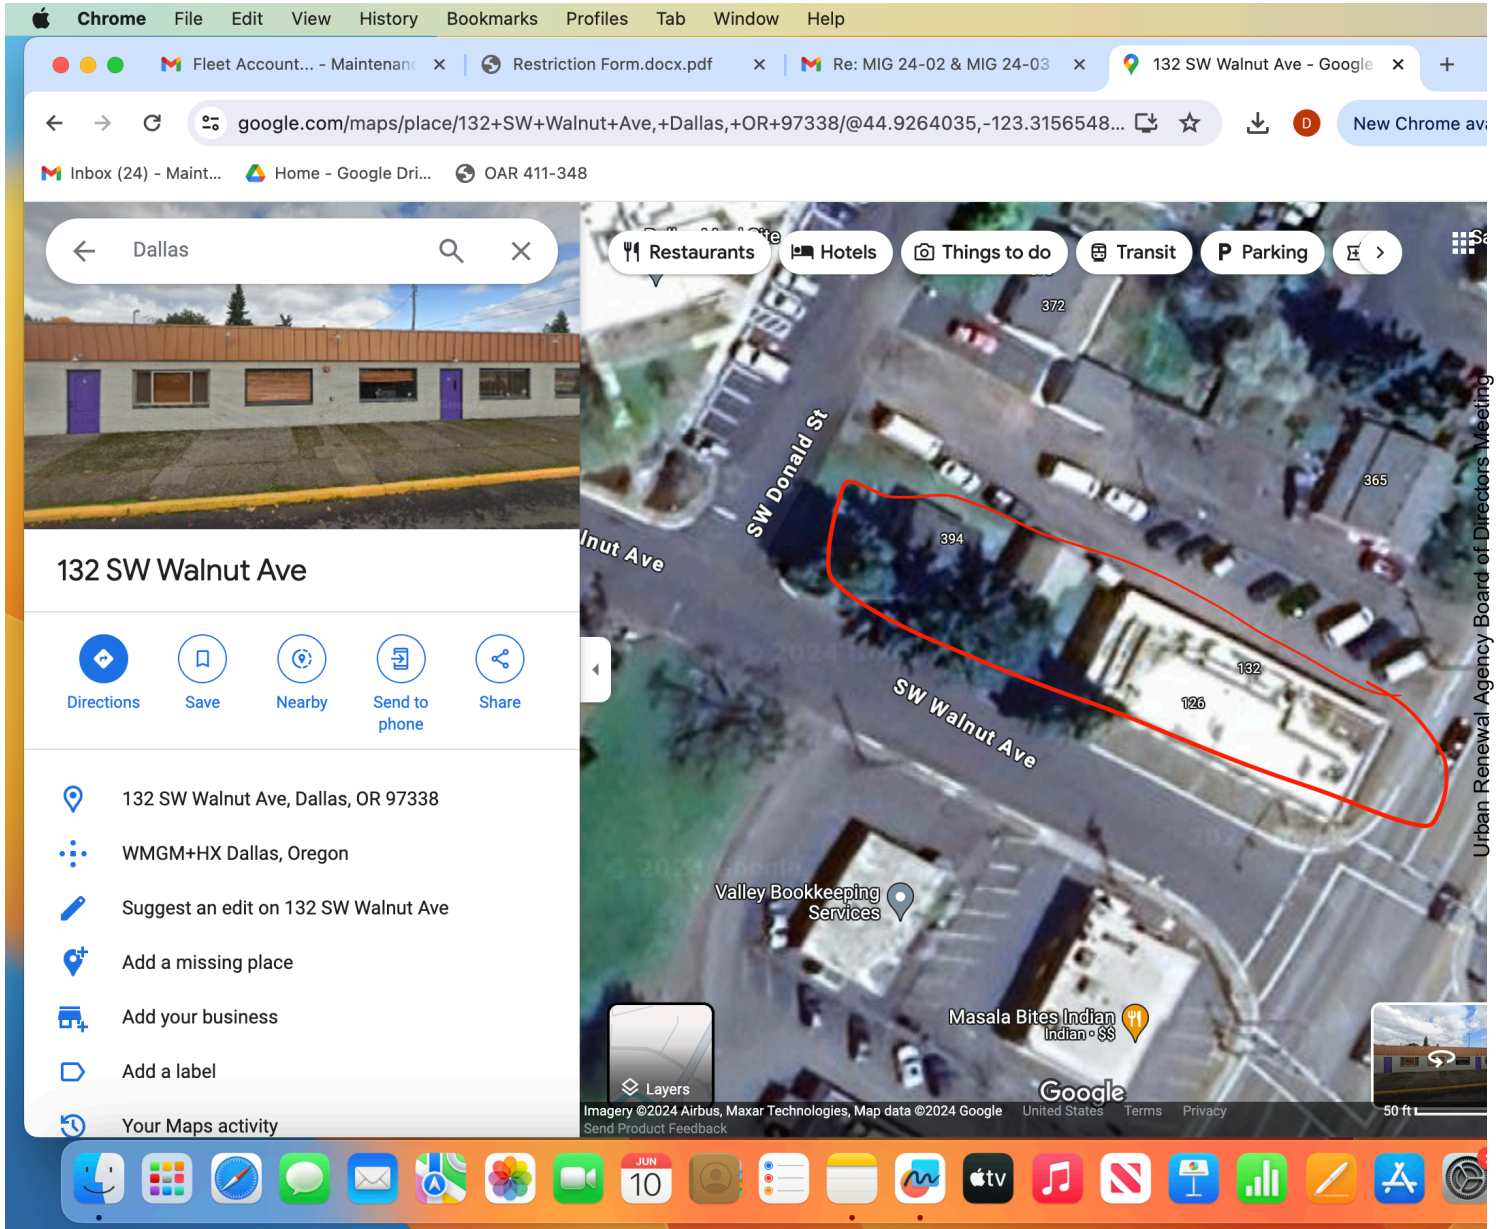 Chrome File Edit View History Bookmarks Profiles Tab Window Help
Fleet Account... - Maintenanc
Restriction Form.docx.pdf
Re: MIG 24-02 & MIG 24-03
132 SW Walnut Ave - Google
google.com/maps/place/132+SW+Walnut+Ave,+Dallas,+OR+97338/@44.9264035,-123.3156548...
D
New Chrome ava
Inbox (24) - Maint...
Home - Google Dri...
OAR 411-348
Dallas
Restaurants
Hotels
Things to do
Transit
P Parking
132 SW Walnut Ave
Directions
Save
Nearby
Send to
phone
Share
132 SW Walnut Ave, Dallas, OR 97338
WMGM+HX Dallas, Oregon
Suggest an edit on 132 SW Walnut Ave
Add a missing place
Add your business
Add a label
Your Maps activity
372
365
SW Donald St
lnut Ave
394
132
126
SW Walnut Ave
Valley Bookkeeping
Services
Masala Bites Indian
Indian • $$
Layers
Google
Imagery ©2024 Airbus, Maxar Technologies, Map data ©2024 Google United States Terms Privacy
50 ft
Send Product Feedback
Urban Renewal Agency Board of Directors Meeting
JUN
10
tv